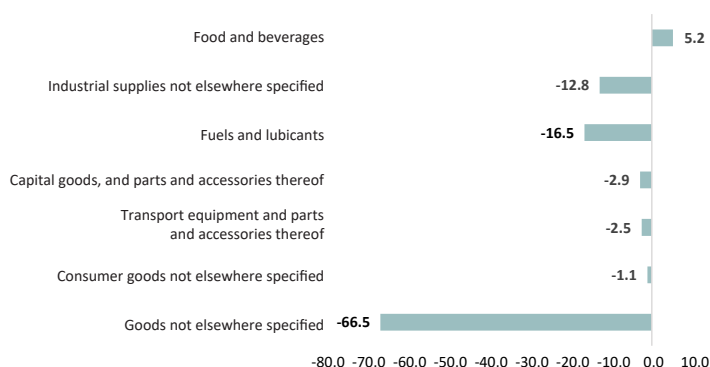 Food and beverages
5.2
Industrial supplies not elsewhere specified
-12.8
Fuels and lubicants
-16.5
Capital goods, and parts and accessories thereof
-2.9
Transport equipment and parts
and accessories thereof
-2.5
Consumer goods not elsewhere specified
-1.1
Goods not elsewhere specified
-66.5
-80.0 -70.0 -60.0 -50.0 -40.0 -30.0 -20.0 -10.0 0.0 10.0